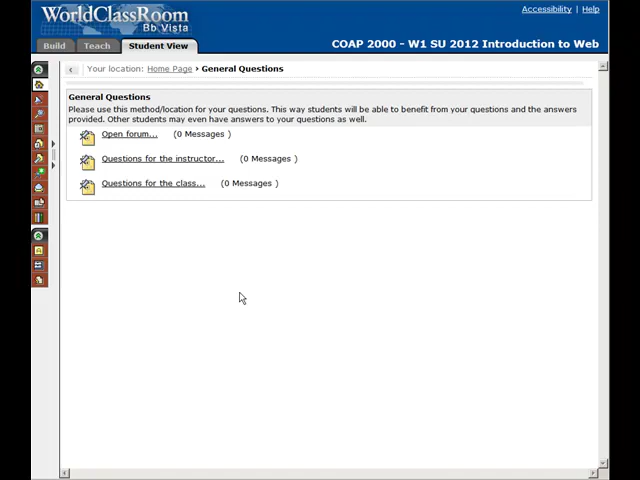 WorldClassRoom
Bb Vista
Accessibility | Help
Build Teach Student View
COAP 2000 - W1 SU 2012 Introduction to Web
Your location: Home Page › General Questions
General Questions
Please use this method/location for your questions. This way students will be able to benefit from your questions and the answers
provided. Other students may even have answers to your questions as well.
Open forum... (0 Messages )
Questions for the instructor... (0 Messages )
Questions for the class... (0 Messages )